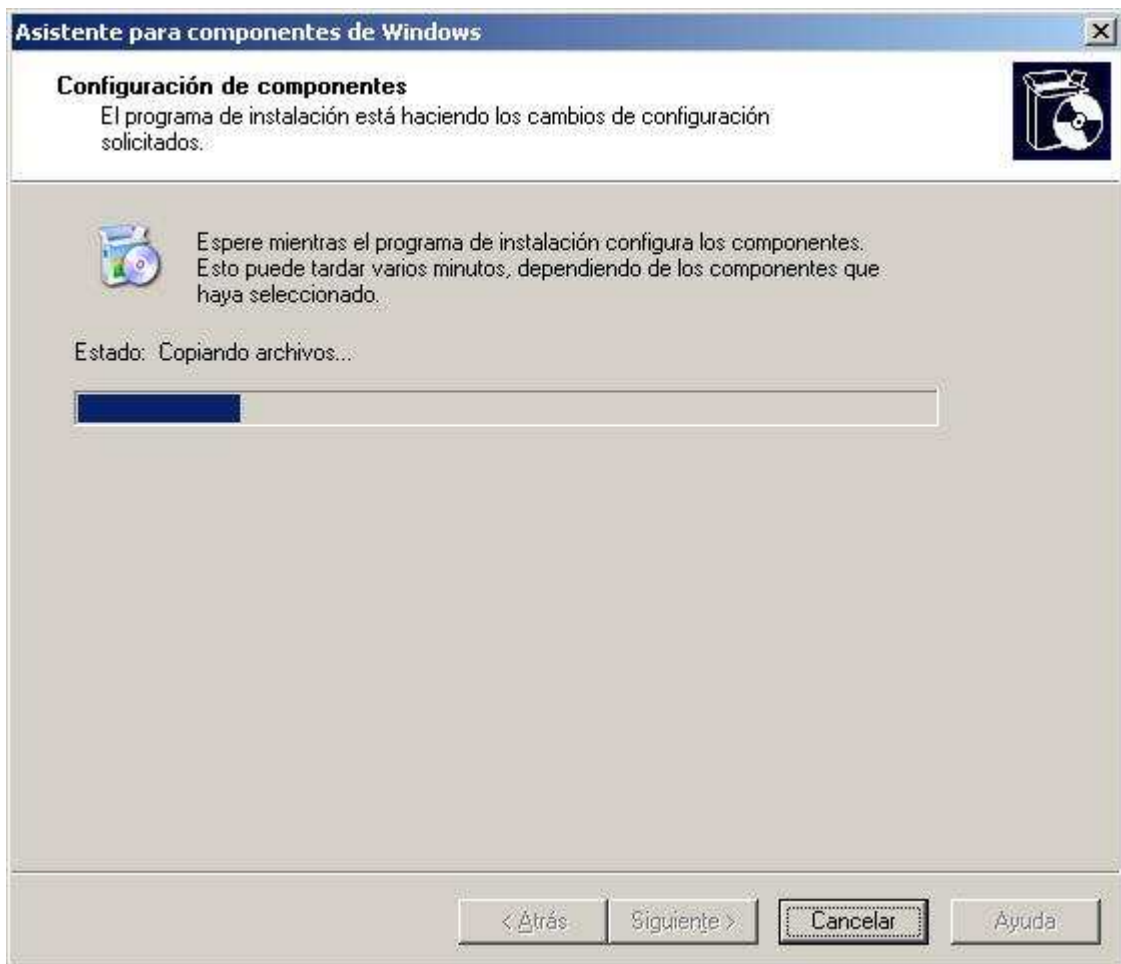 Asistente para componentes de Windows
Configuración de componentes
El programa de instalación está haciendo los cambios de configuración
solicitados.
Espere mientras el programa de instalación configura los componentes.
Esto puede tardar varios minutos, dependiendo de los componentes que
haya seleccionado.
Estado: Copiando archivos...
< Atrás Siguiente > Cancelar Ayuda